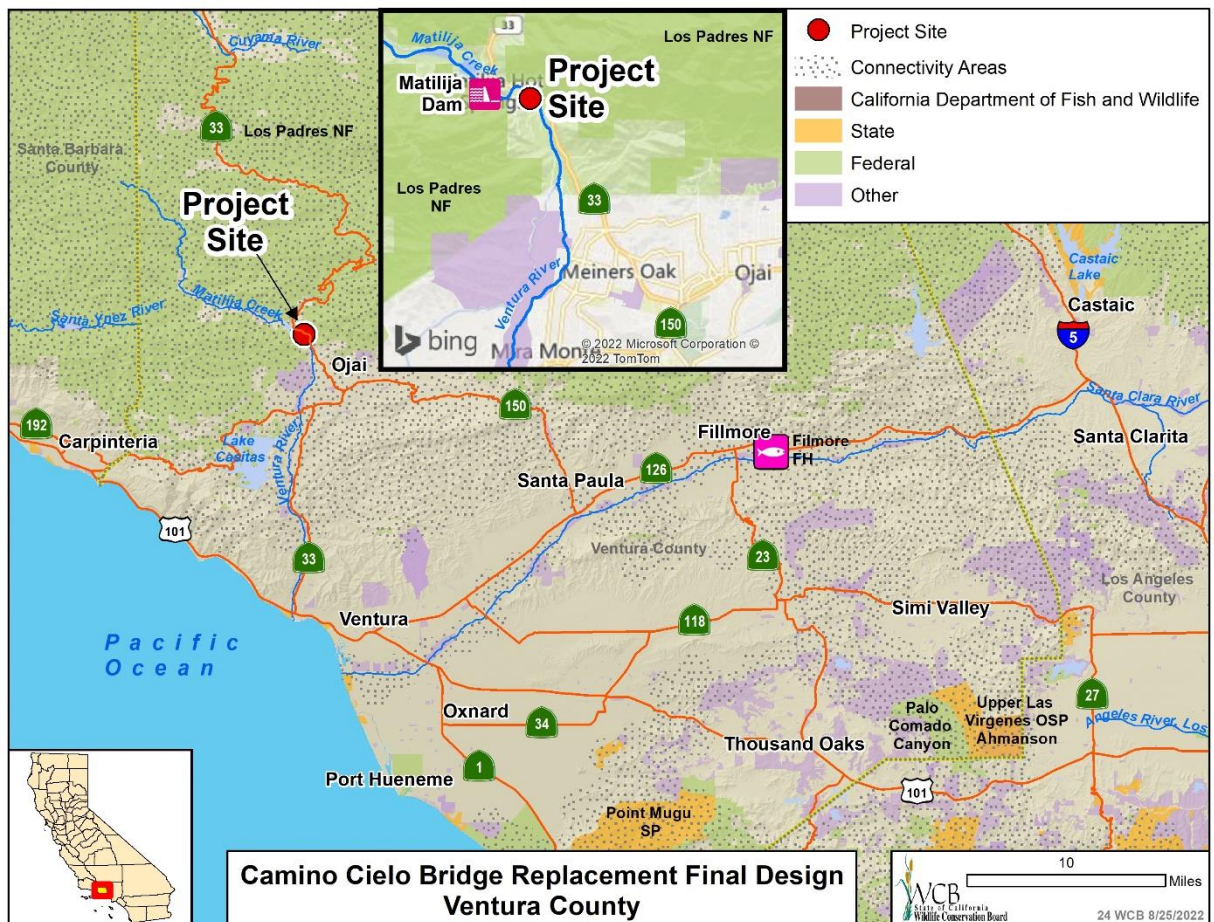 Project Site
Connectivity Areas
California Department of Fish and Wildlife
State
Federal
Other
33
Los Padres NF
Matilija Creek
Matilija
Dam
Project
Site
Los Padres
NF
33
Meiners Oak
Ojai
Ventura River
150
Mira Monte
bing
© 2022 Microsoft Corporation ©
2022 TomTom
Cuyama River
33
Los Padres NF
Santa Barbara
County
Project
Site
Matilija Creek
Santa Ynez River
Ojai
192
Carpinteria
Lake
Casitas
Ventura River
150
101
33
Santa Paula
126
Fillmore
Filmore
FH
Castaic
Lake
Castaic
5
Santa Clara River
Santa Clarita
Ventura County
23
Los Angeles
County
Ventura
118
Simi Valley
Pacific
Ocean
Oxnard
34
Palo
Comado
Canyon
Upper Las
Virgenes OSP
Ahmanson
27
Angeles River, Los
Thousand Oaks
Port Hueneme
1
101
Point Mugu
SP
Camino Cielo Bridge Replacement Final Design
Ventura County
10
Miles
WCB
State of California
Wildlife Conservation Board
24 WCB 8/25/2022